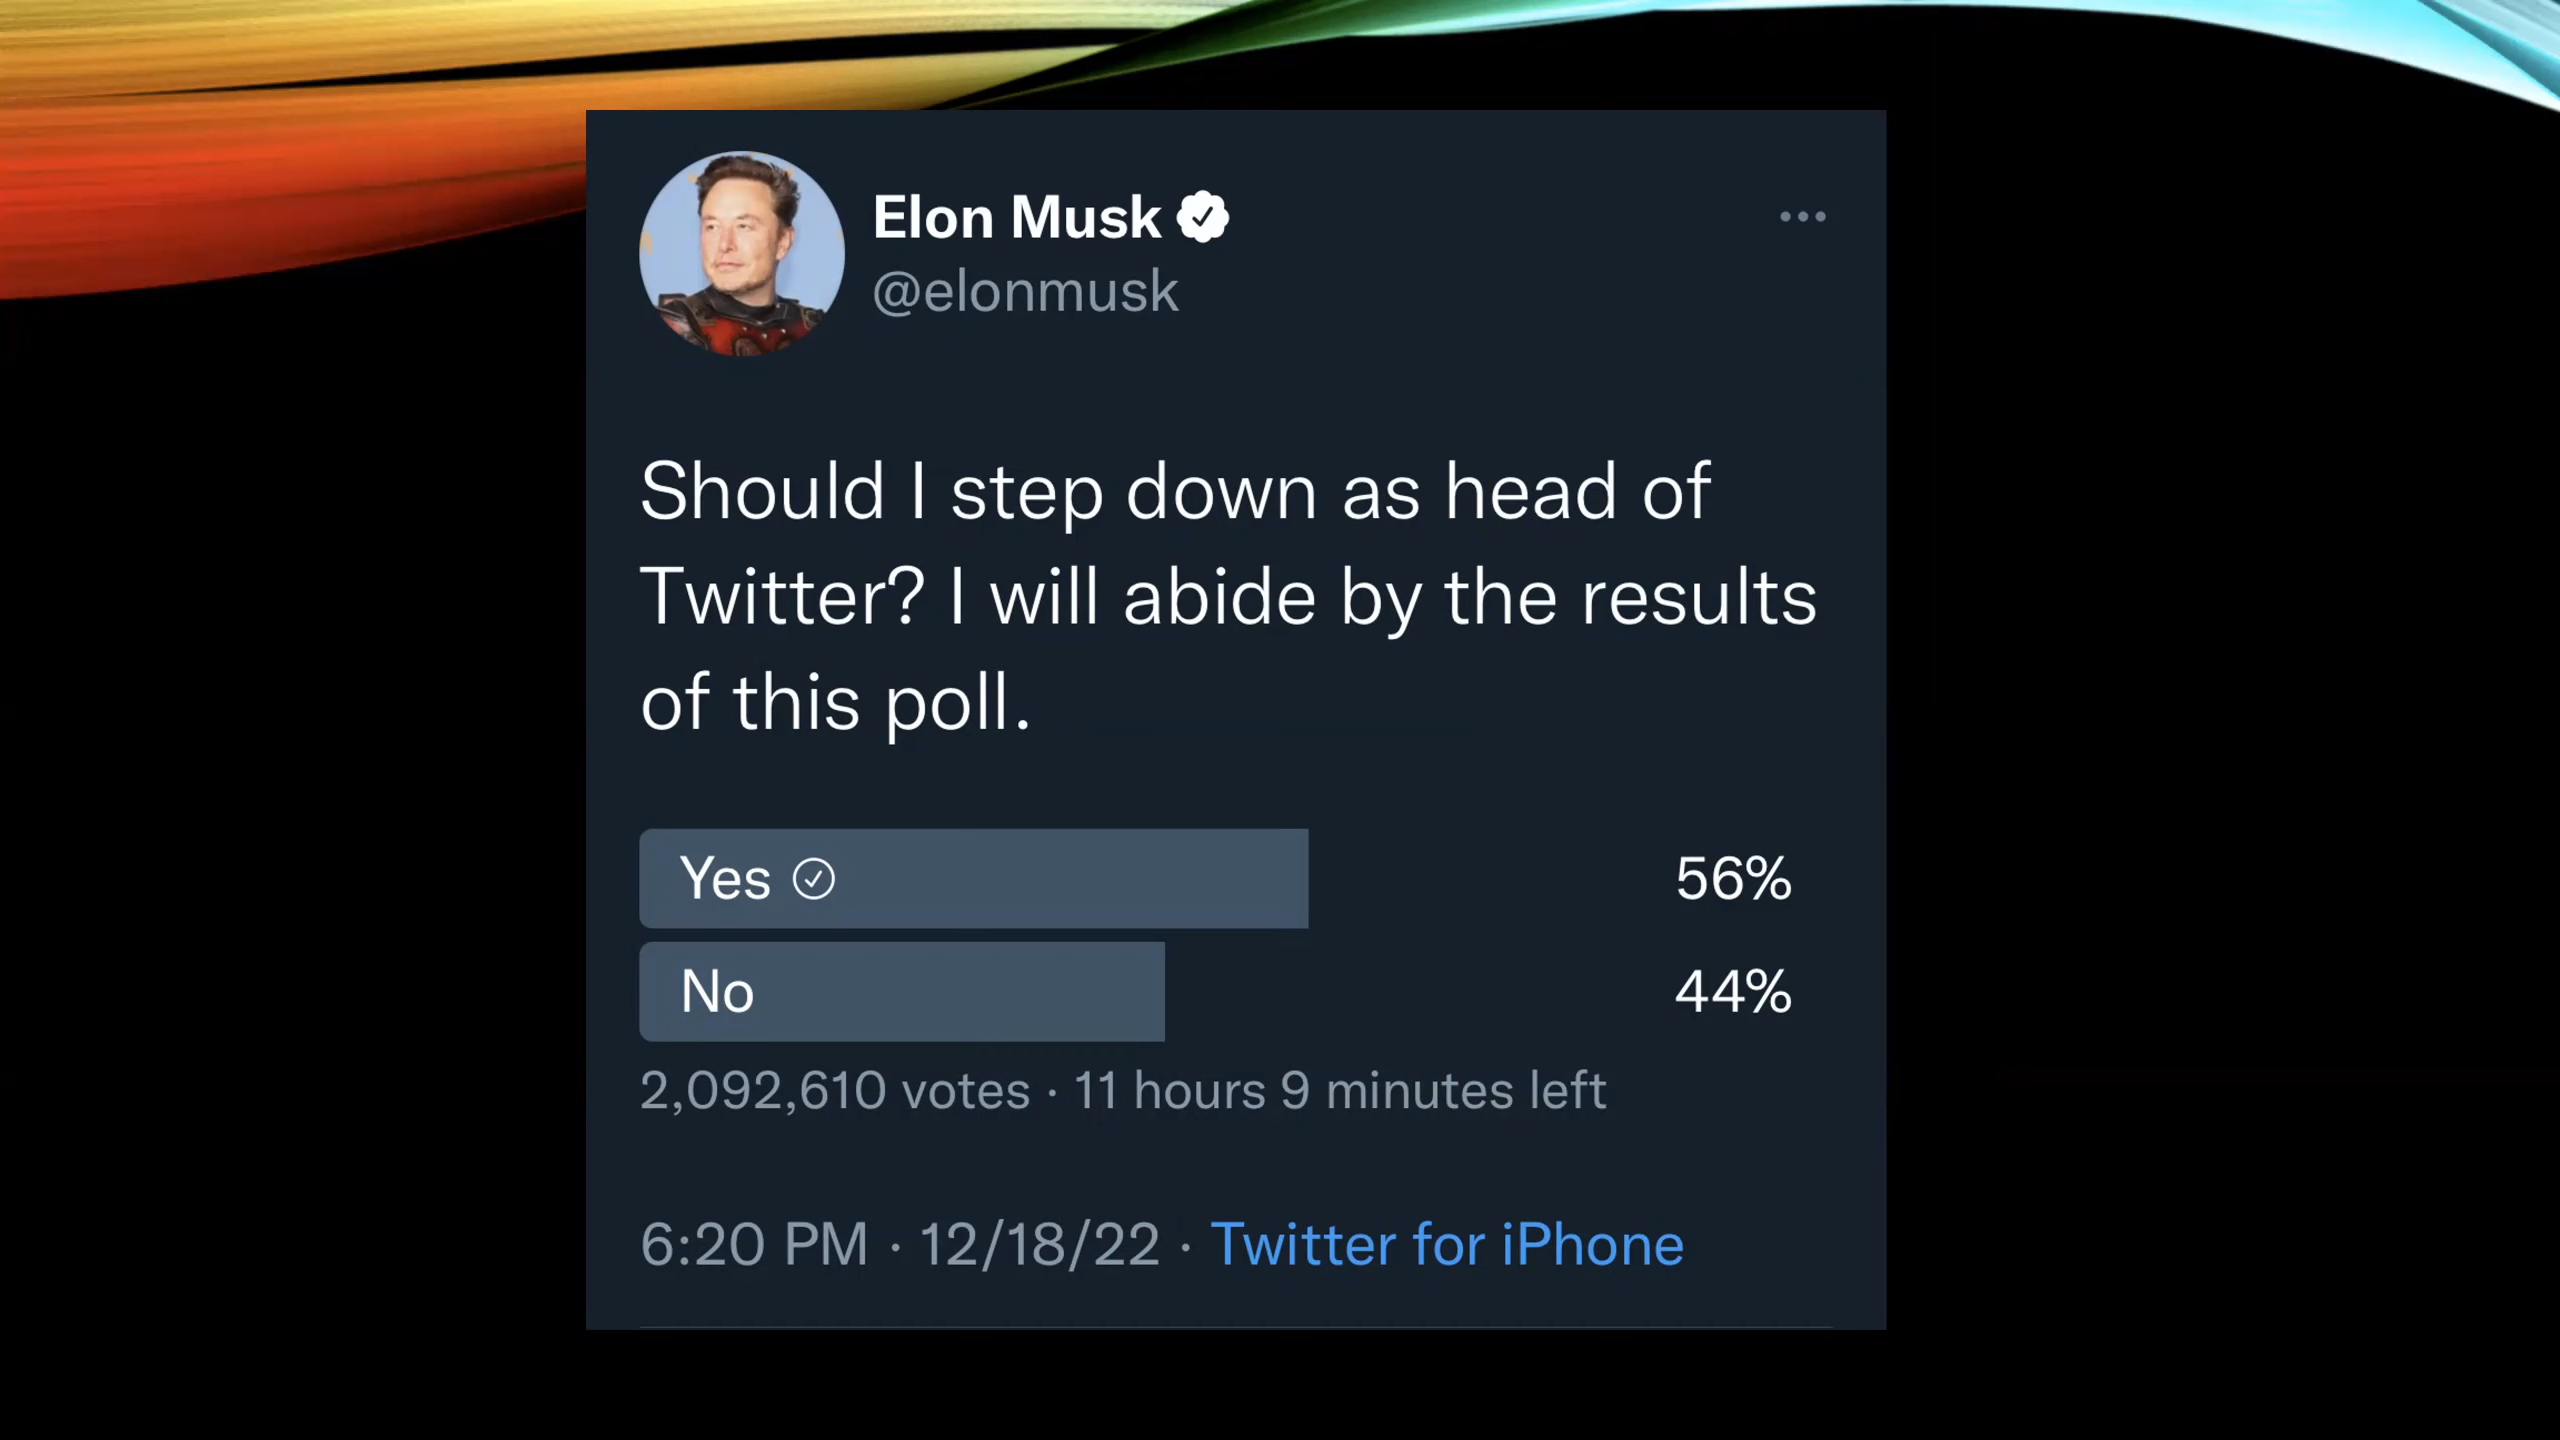 Elon Musk
@elonmusk
Should I step down as head of
Twitter? I will abide by the results
of this poll.
Yes 56%
No 44%
2,092,610 votes · 11 hours 9 minutes left
6:20 PM · 12/18/22 · Twitter for iPhone